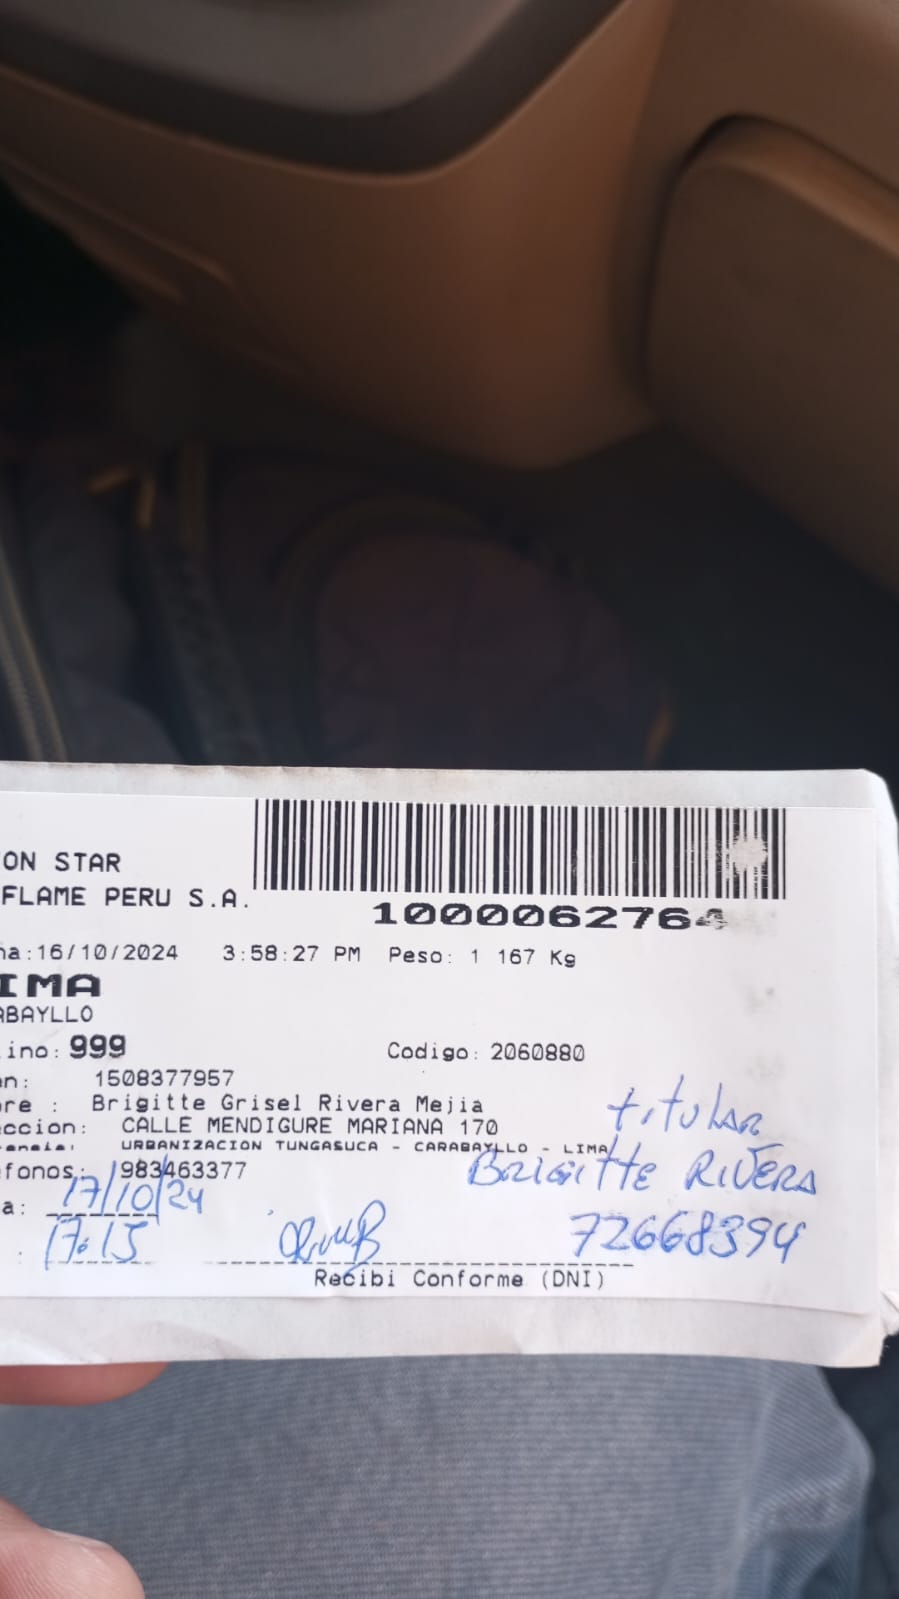 ON STAR
FLAME PERU S.A.
1000062764
ha:16/10/2024 3:58:27 PM Peso: 1 167 Kg
IMA
ABAYLLO
ino: 999 Codigo: 2060880
n: 1508377957
re : Brigitte Grisel Rivera Mejia
ccion: CALLE MENDIGURE MARIANA 170
encia: URBANIZACION TUNGASUCA - CARABAYLLO - LIMA
fonos: 983463377
titular
BRIGITTE RIVERA
a: 17/10/24
72668394
: 17:15
Recibi Conforme (DNI)